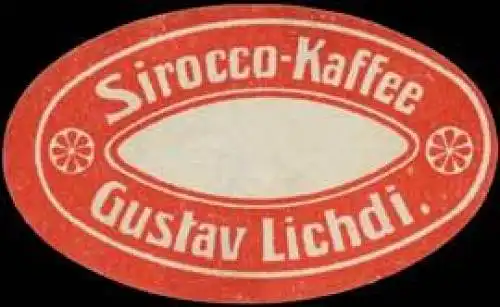 Sirocco-Kaffee
Gustav Lichdi.